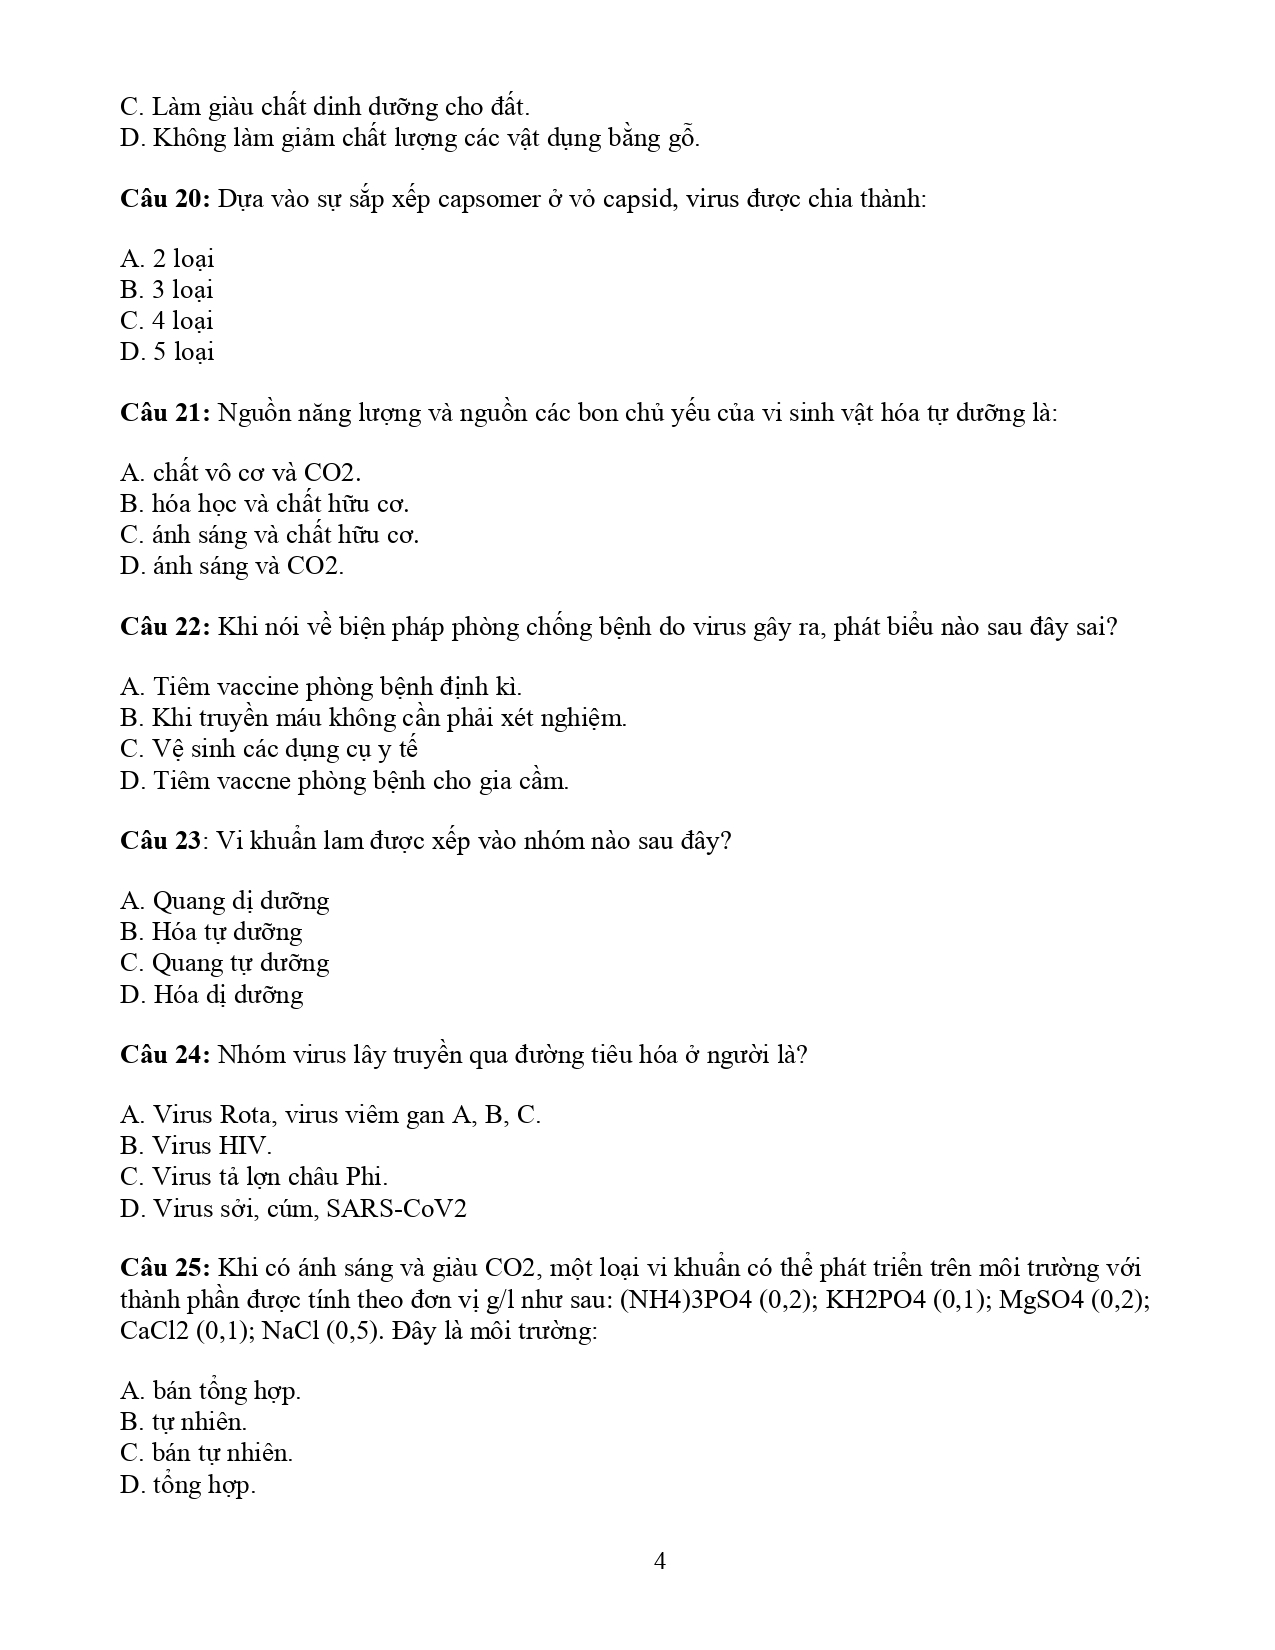 C. Làm giàu chất dinh dưỡng cho đất.
D. Không làm giảm chất lượng các vật dụng bằng gỗ.
Câu 20: Dựa vào sự sắp xếp capsomer ở vỏ capsid, virus được chia thành:
A. 2 loại
B. 3 loại
C. 4 loại
D. 5 loại
Câu 21: Nguồn năng lượng và nguồn các bon chủ yếu của vi sinh vật hóa tự dưỡng là:
A. chất vô cơ và CO2.
B. hóa học và chất hữu cơ.
C. ánh sáng và chất hữu cơ.
D. ánh sáng và CO2.
Câu 22: Khi nói về biện pháp phòng chống bệnh do virus gây ra, phát biểu nào sau đây sai?
A. Tiêm vaccine phòng bệnh định kì.
B. Khi truyền máu không cần phải xét nghiệm.
C. Vệ sinh các dụng cụ y tế
D. Tiêm vaccne phòng bệnh cho gia cầm.
Câu 23: Vi khuẩn lam được xếp vào nhóm nào sau đây?
A. Quang dị dưỡng
B. Hóa tự dưỡng
C. Quang tự dưỡng
D. Hóa dị dưỡng
Câu 24: Nhóm virus lây truyền qua đường tiêu hóa ở người là?
A. Virus Rota, virus viêm gan A, B, C.
B. Virus HIV.
C. Virus tả lợn châu Phi.
D. Virus sởi, cúm, SARS-CoV2
Câu 25: Khi có ánh sáng và giàu CO2, một loại vi khuẩn có thể phát triển trên môi trường với
thành phần được tính theo đơn vị g/l như sau: (NH4)3PO4 (0,2); KH2PO4 (0,1); MgSO4 (0,2);
CaCl2 (0,1); NaCl (0,5). Đây là môi trường:
A. bán tổng hợp.
B. tự nhiên.
C. bán tự nhiên.
D. tổng hợp.
4